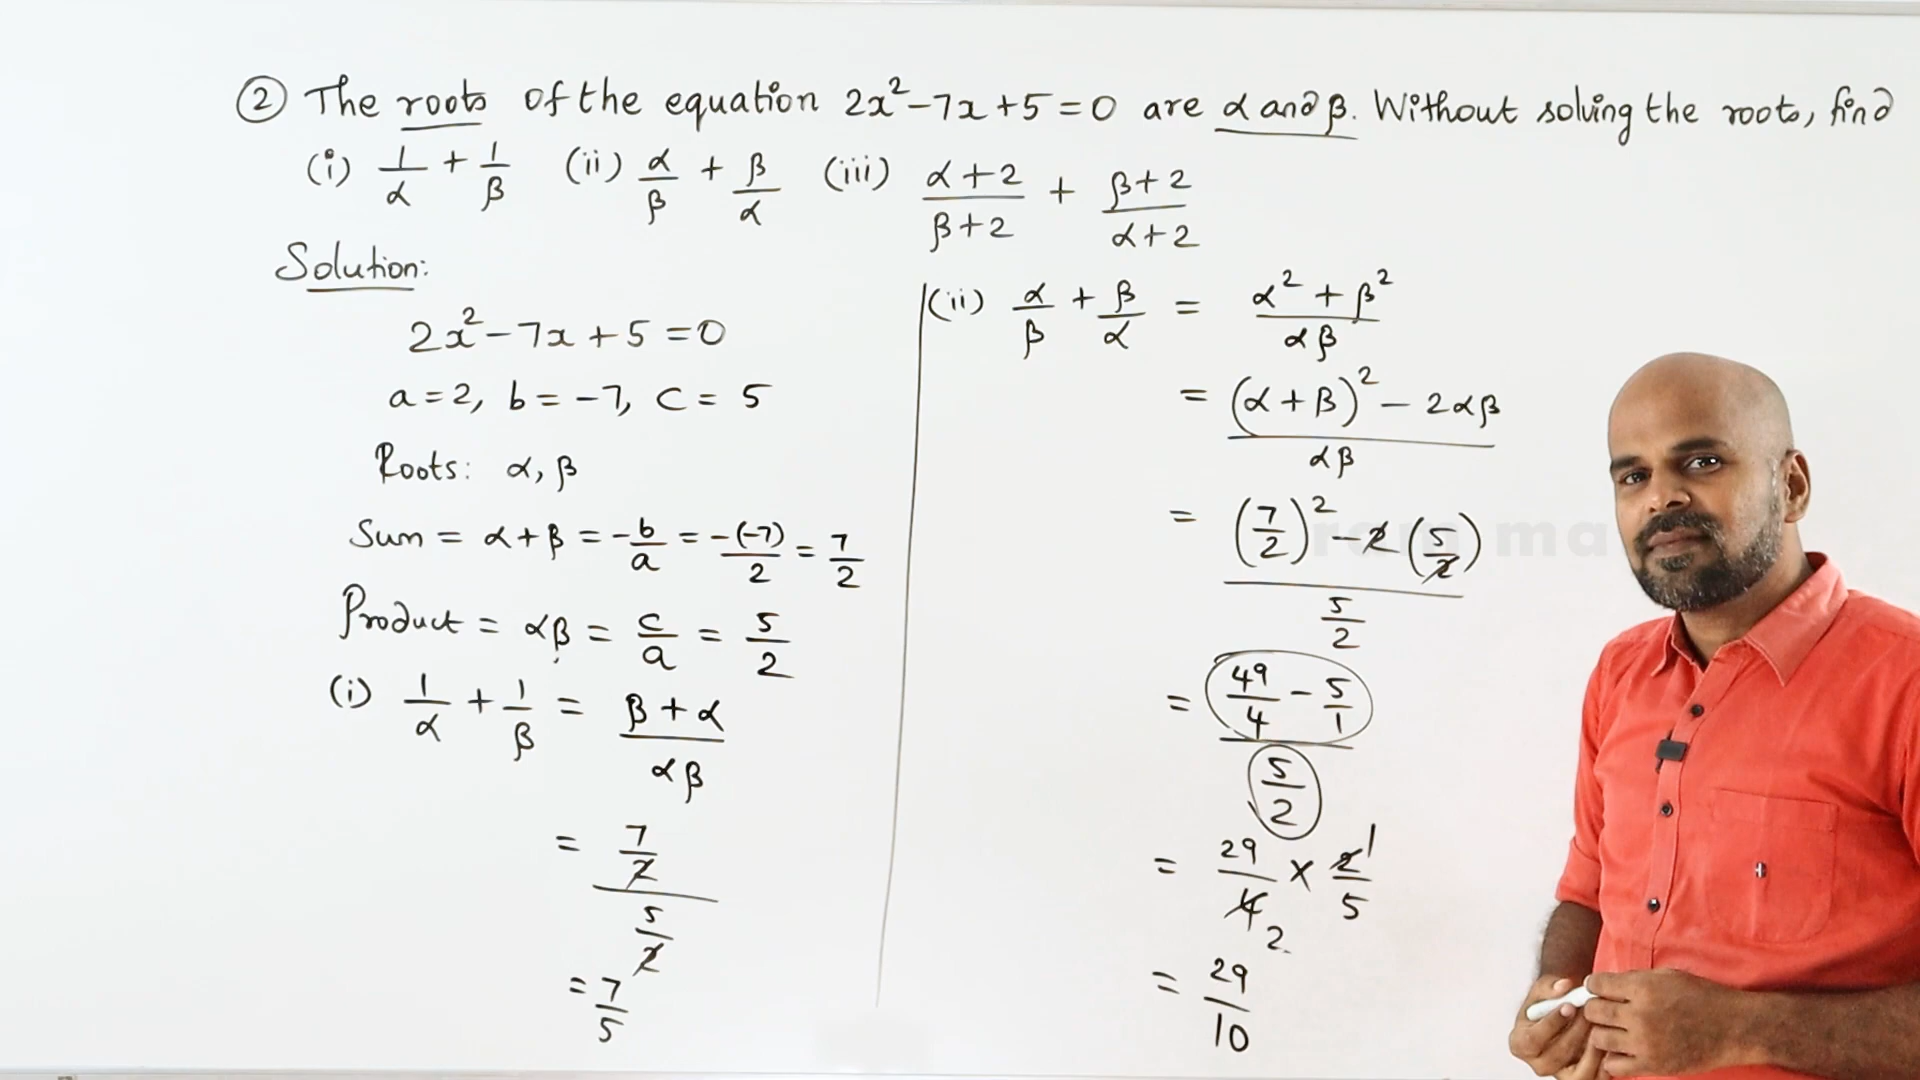 ② The roots of the equation 2x²-7x+5=0 are α and β. Without solving the roots, find
(i) 1/α + 1/β (ii) α/β + β/α (iii) (α+2)/(β+2) + (β+2)/(α+2)
Solution:
2x²-7x+5=0
a=2, b=-7, c=5
Roots: α, β
Sum = α+β = -b/a = -(-7)/2 = 7/2
Product = αβ = c/a = 5/2
(i) 1/α + 1/β = (β+α)/(αβ)
= (7/2)/(5/2)
= 7/5
(ii) α/β + β/α = (α²+β²)/(αβ)
= ((α+β)²-2αβ)/(αβ)
= ((7/2)²-2(5/2))/(5/2)
= (49/4 - 5/1)/(5/2)
= 29/4 2 × 2/5 1
= 29/10